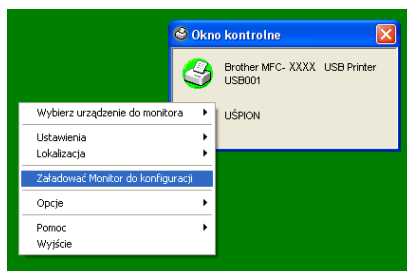 Okno kontrolne
Brother MFC- XXXX USB Printer
USB001
UŚPION
Wybierz urządzenie do monitora
Ustawienia
Lokalizacja
Załadować Monitor do konfiguracji
Opcje
Pomoc
Wyjście